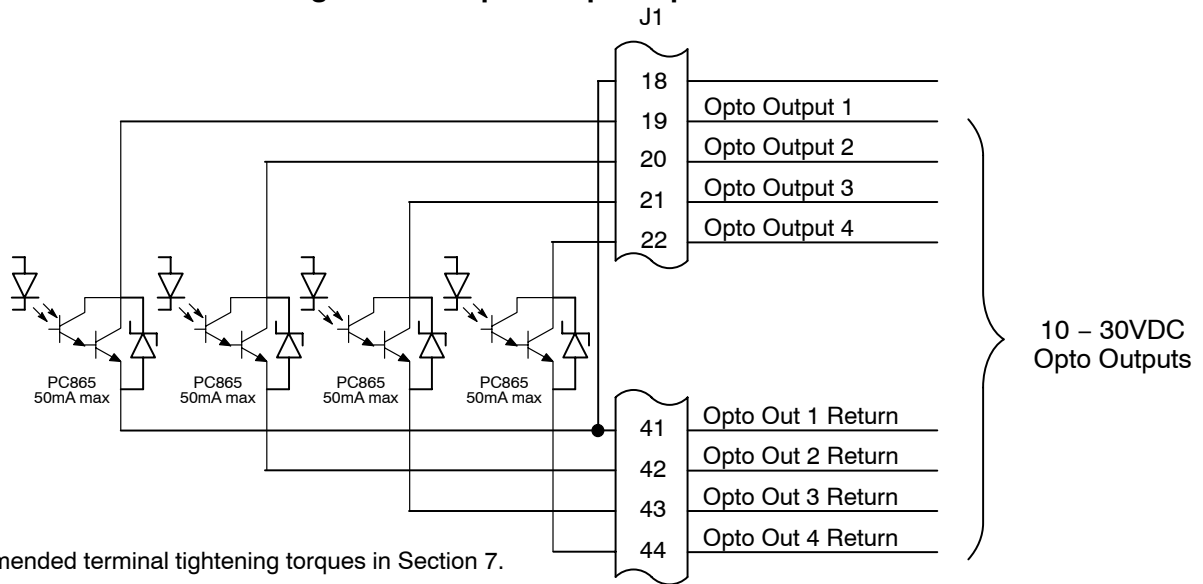 J1
18
19 Opto Output 1
20 Opto Output 2
21 Opto Output 3
22 Opto Output 4
PC865
50mA max
PC865
50mA max
PC865
50mA max
PC865
50mA max
10 – 30VDC
Opto Outputs
41 Opto Out 1 Return
42 Opto Out 2 Return
43 Opto Out 3 Return
44 Opto Out 4 Return
terminal tightening torques in Section 7.